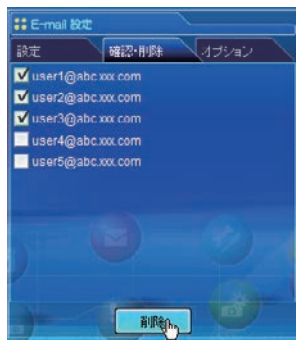 E-mail 設定
設定 確認・削除 オプション
user1@abc.xxx.com
user2@abc.xxx.com
user3@abc.xxx.com
user4@abc.xxx.com
user5@abc.xxx.com
削除